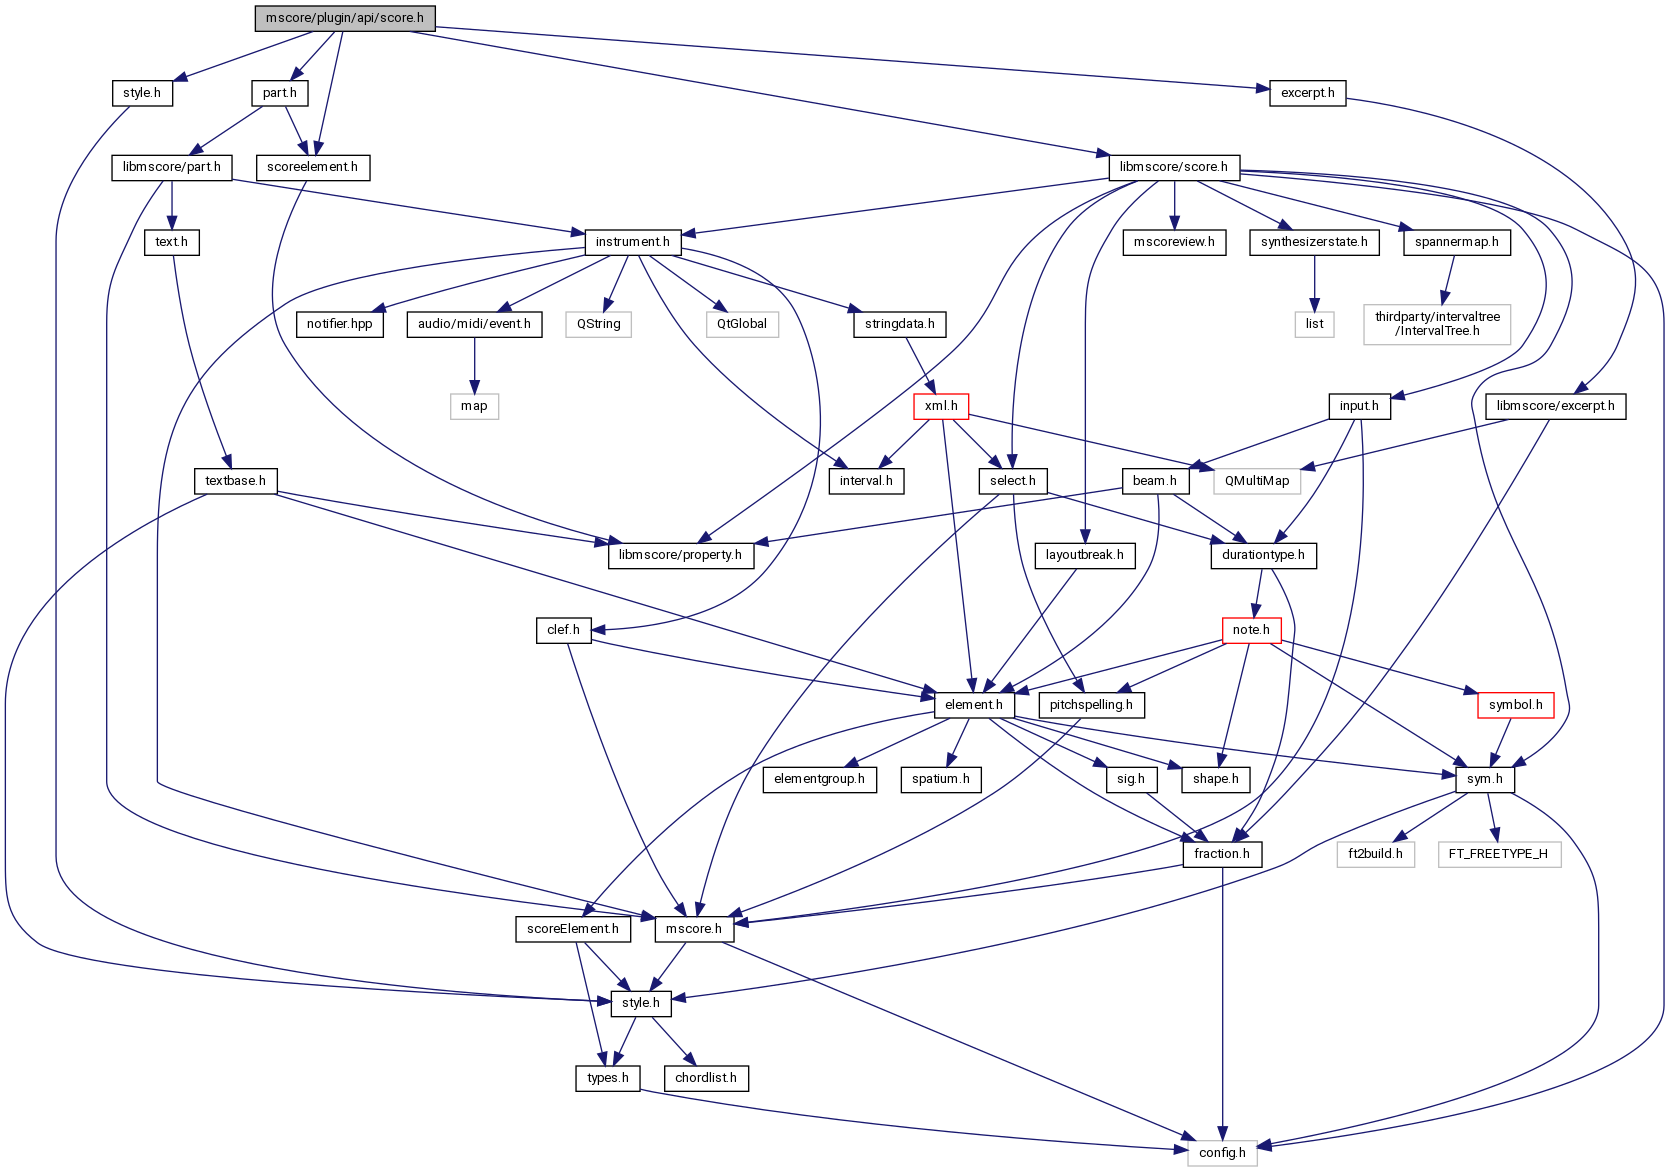 mscore/plugin/api/score.h
style.h
part.h
excerpt.h
libmscore/part.h
scoreelement.h
libmscore/score.h
text.h
instrument.h
mscoreview.h
synthesizerstate.h
spannermap.h
notifier.hpp
audio/midi/event.h
QString
QtGlobal
stringdata.h
list
thirdparty/intervaltree
/IntervalTree.h
map
xml.h
input.h
libmscore/excerpt.h
textbase.h
interval.h
select.h
beam.h
QMultiMap
libmscore/property.h
layoutbreak.h
durationtype.h
clef.h
note.h
element.h
pitchspelling.h
symbol.h
elementgroup.h
spatium.h
sig.h
shape.h
sym.h
fraction.h
ft2build.h
FT_FREETYPE_H
scoreElement.h
mscore.h
style.h
types.h
chordlist.h
config.h